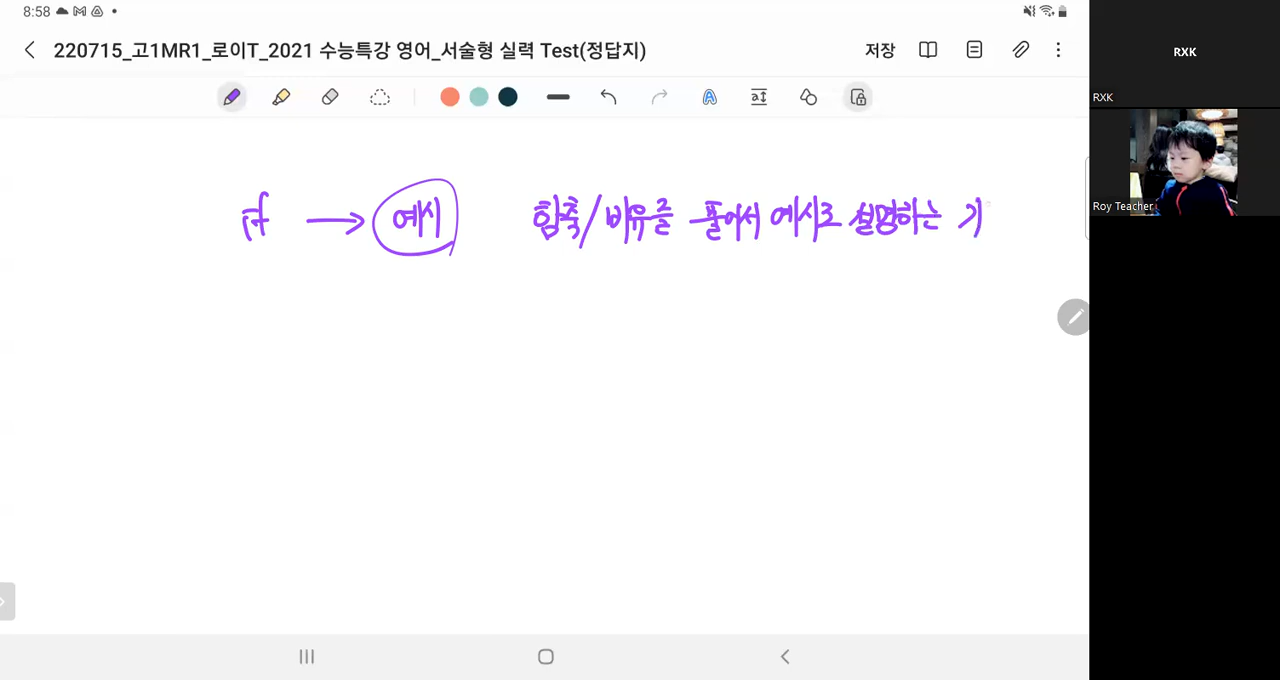 8:58
RXK
220715_고1MR1_로이T_2021 수능특강 영어_서술형 실력 Test(정답지)
저장
RXK
if → 예시 함축/비유를 풀어서 예시로 설명하는 기
Roy Teacher